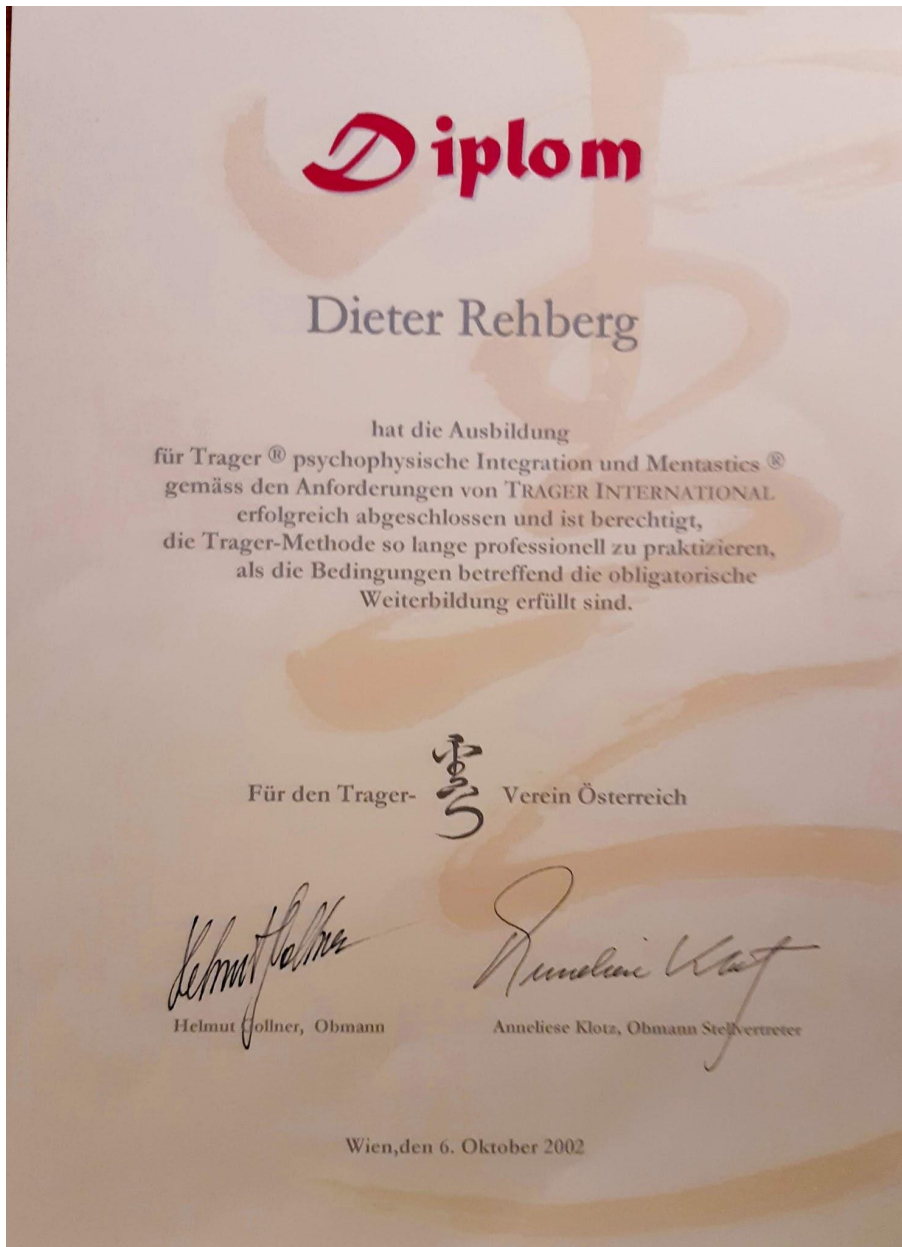 Diplom
Dieter Rehberg
hat die Ausbildung
für Trager ® psychophysische Integration und Mentastics ®
gemäss den Anforderungen von TRAGER INTERNATIONAL
erfolgreich abgeschlossen und ist berechtigt,
die Trager-Methode so lange professionell zu praktizieren,
als die Bedingungen betreffend die obligatorische
Weiterbildung erfüllt sind.
Für den Trager- Verein Österreich
Helmut Gollner, Obmann
Anneliese Klotz, Obmann Stellvertreter
Wien,den 6. Oktober 2002